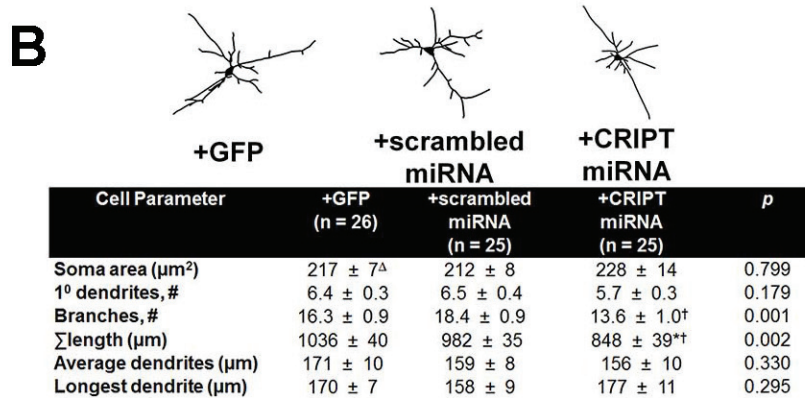 B
+GFP
+scrambled
miRNA
+CRIPT
miRNA
Cell Parameter +GFP +scrambled +CRIPT p
(n = 26) miRNA miRNA
(n = 25) (n = 25)
Soma area (μm²) 217 ± 7Δ 212 ± 8 228 ± 14 0.799
1⁰ dendrites, # 6.4 ± 0.3 6.5 ± 0.4 5.7 ± 0.3 0.179
Branches, # 16.3 ± 0.9 18.4 ± 0.9 13.6 ± 1.0† 0.001
∑length (μm) 1036 ± 40 982 ± 35 848 ± 39*† 0.002
Average dendrites (μm) 171 ± 10 159 ± 8 156 ± 10 0.330
Longest dendrite (μm) 170 ± 7 158 ± 9 177 ± 11 0.295